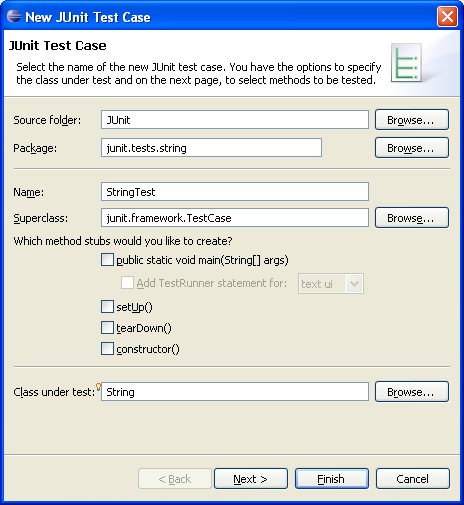 New JUnit Test Case
JUnit Test Case
Select the name of the new JUnit test case. You have the options to specify
the class under test and on the next page, to select methods to be tested.
Source folder: JUnit Browse...
Package: junit.tests.string Browse...
Name: StringTest
Superclass: junit.framework.TestCase Browse...
Which method stubs would you like to create?
public static void main(String[] args)
Add TestRunner statement for: text ui
setUp()
tearDown()
constructor()
Class under test: String Browse...
< Back Next > Finish Cancel